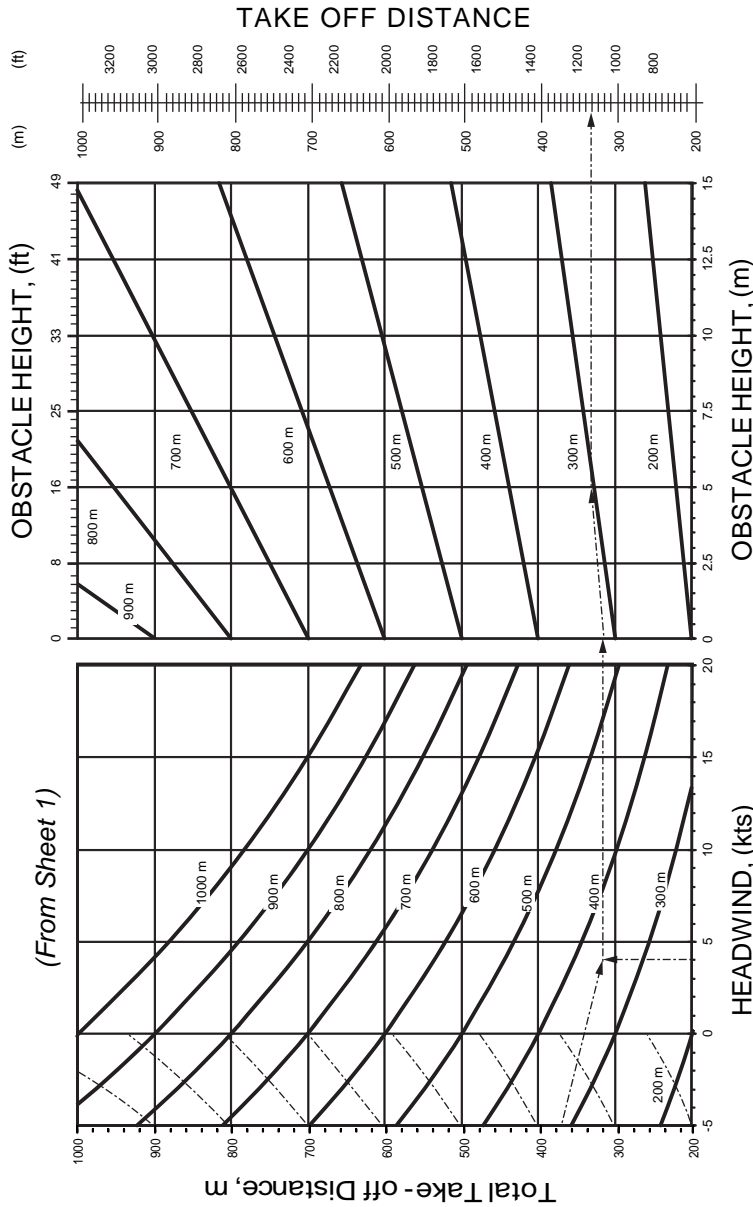 TAKE OFF DISTANCE
(ft)
3200
3000
2800
2600
2400
2200
2000
1800
1600
1400
1200
1000
800
(m)
1000
900
800
700
600
500
400
300
200
OBSTACLE HEIGHT, (ft)
0
8
16
25
33
41
49
900 m
800 m
700 m
600 m
500 m
400 m
300 m
200 m
0
2.5
5
7.5
10
12.5
15
OBSTACLE HEIGHT, (m)
(From Sheet 1)
1000 m
900 m
800 m
700 m
600 m
500 m
400 m
300 m
200 m
-5
0
5
10
15
20
HEADWIND, (kts)
1000
900
800
700
600
500
400
300
200
Total Take-off Distance, m